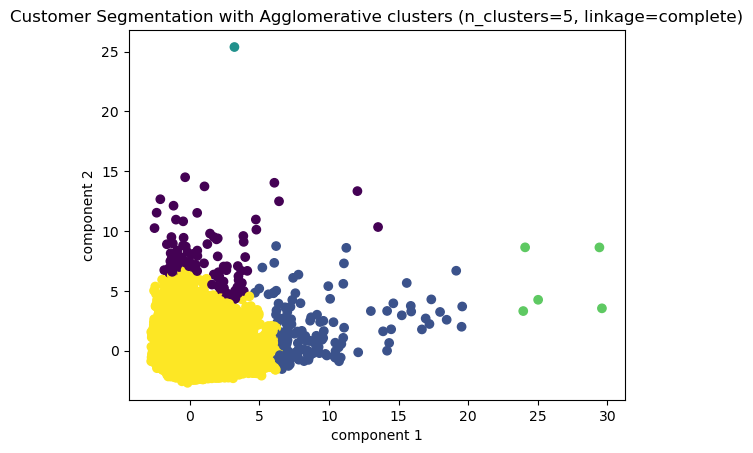 Customer Segmentation with Agglomerative clusters (n_clusters=5, linkage=complete)
25
20
15
10
5
0
component 2
0 5 10 15 20 25 30
component 1